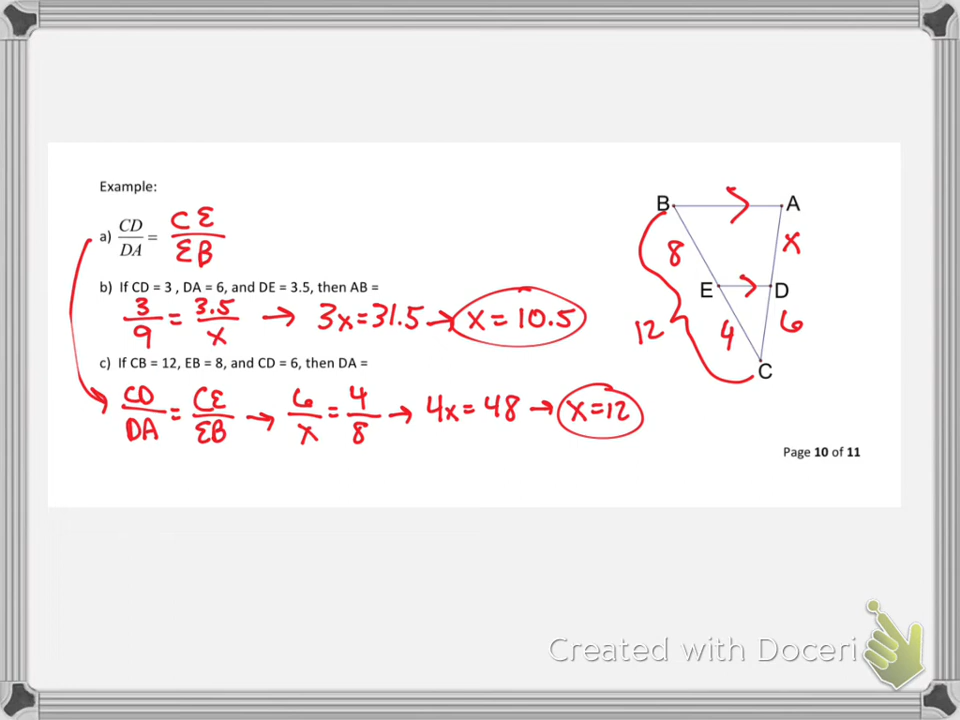 Example:
a) CD/DA = CE/EB
b) If CD = 3 , DA = 6, and DE = 3.5, then AB =
3/9 = 3.5/x → 3x=31.5 → x=10.5
c) If CB = 12, EB = 8, and CD = 6, then DA =
CD/DA = CE/EB → 6/x = 4/8 → 4x=48 → x=12
B A
8 x
E D
12 4 6
C
Page 10 of 11
Created with Doceri